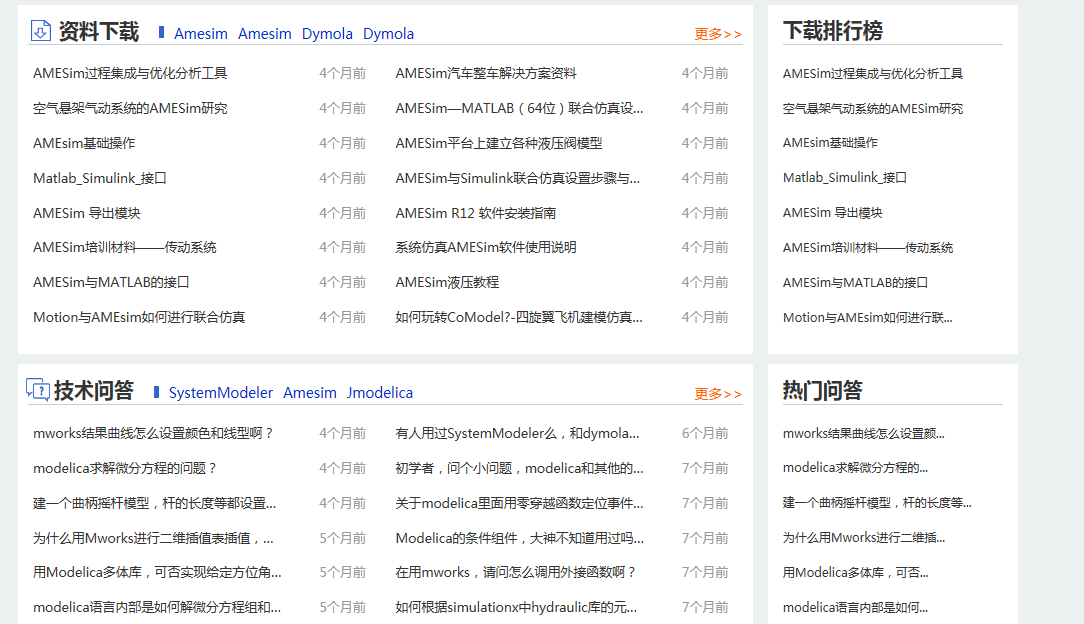 资料下载 Amesim Amesim Dymola Dymola 更多>>
AMESim过程集成与优化分析工具 4个月前 AMESim汽车整车解决方案资料 4个月前
空气悬架气动系统的AMESim研究 4个月前 AMESim—MATLAB（64位）联合仿真设... 4个月前
AMEsim基础操作 4个月前 AMESim平台上建立各种液压阀模型 4个月前
Matlab_Simulink_接口 4个月前 AMESim与Simulink联合仿真设置步骤与... 4个月前
AMESim 导出模块 4个月前 AMESim R12 软件安装指南 4个月前
AMESim培训材料——传动系统 4个月前 系统仿真AMESim软件使用说明 4个月前
AMESim与MATLAB的接口 4个月前 AMESim液压教程 4个月前
Motion与AMEsim如何进行联合仿真 4个月前 如何玩转CoModel?-四旋翼飞机建模仿真... 4个月前
下载排行榜
AMESim过程集成与优化分析工具
空气悬架气动系统的AMESim研究
AMEsim基础操作
Matlab_Simulink_接口
AMESim 导出模块
AMESim培训材料——传动系统
AMESim与MATLAB的接口
Motion与AMEsim如何进行联...
技术问答 SystemModeler Amesim Jmodelica 更多>>
mworks结果曲线怎么设置颜色和线型啊？ 4个月前 有人用过SystemModeler么，和dymola... 6个月前
modelica求解微分方程的问题？ 4个月前 初学者，问个小问题，modelica和其他的... 7个月前
建一个曲柄摇杆模型，杆的长度等都设置... 4个月前 关于modelica里面用零穿越函数定位事件... 7个月前
为什么用Mworks进行二维插值表插值，... 5个月前 Modelica的条件组件，大神不知道用过吗... 7个月前
用Modelica多体库，可否实现给定方位角... 5个月前 在用mworks，请问怎么调用外接函数啊？ 7个月前
modelica语言内部是如何解微分方程组和... 5个月前 如何根据simulationx中hydraulic库的元... 7个月前
热门问答
mworks结果曲线怎么设置颜...
modelica求解微分方程的...
建一个曲柄摇杆模型，杆的长度等...
为什么用Mworks进行二维插...
用Modelica多体库，可否...
modelica语言内部是如何...